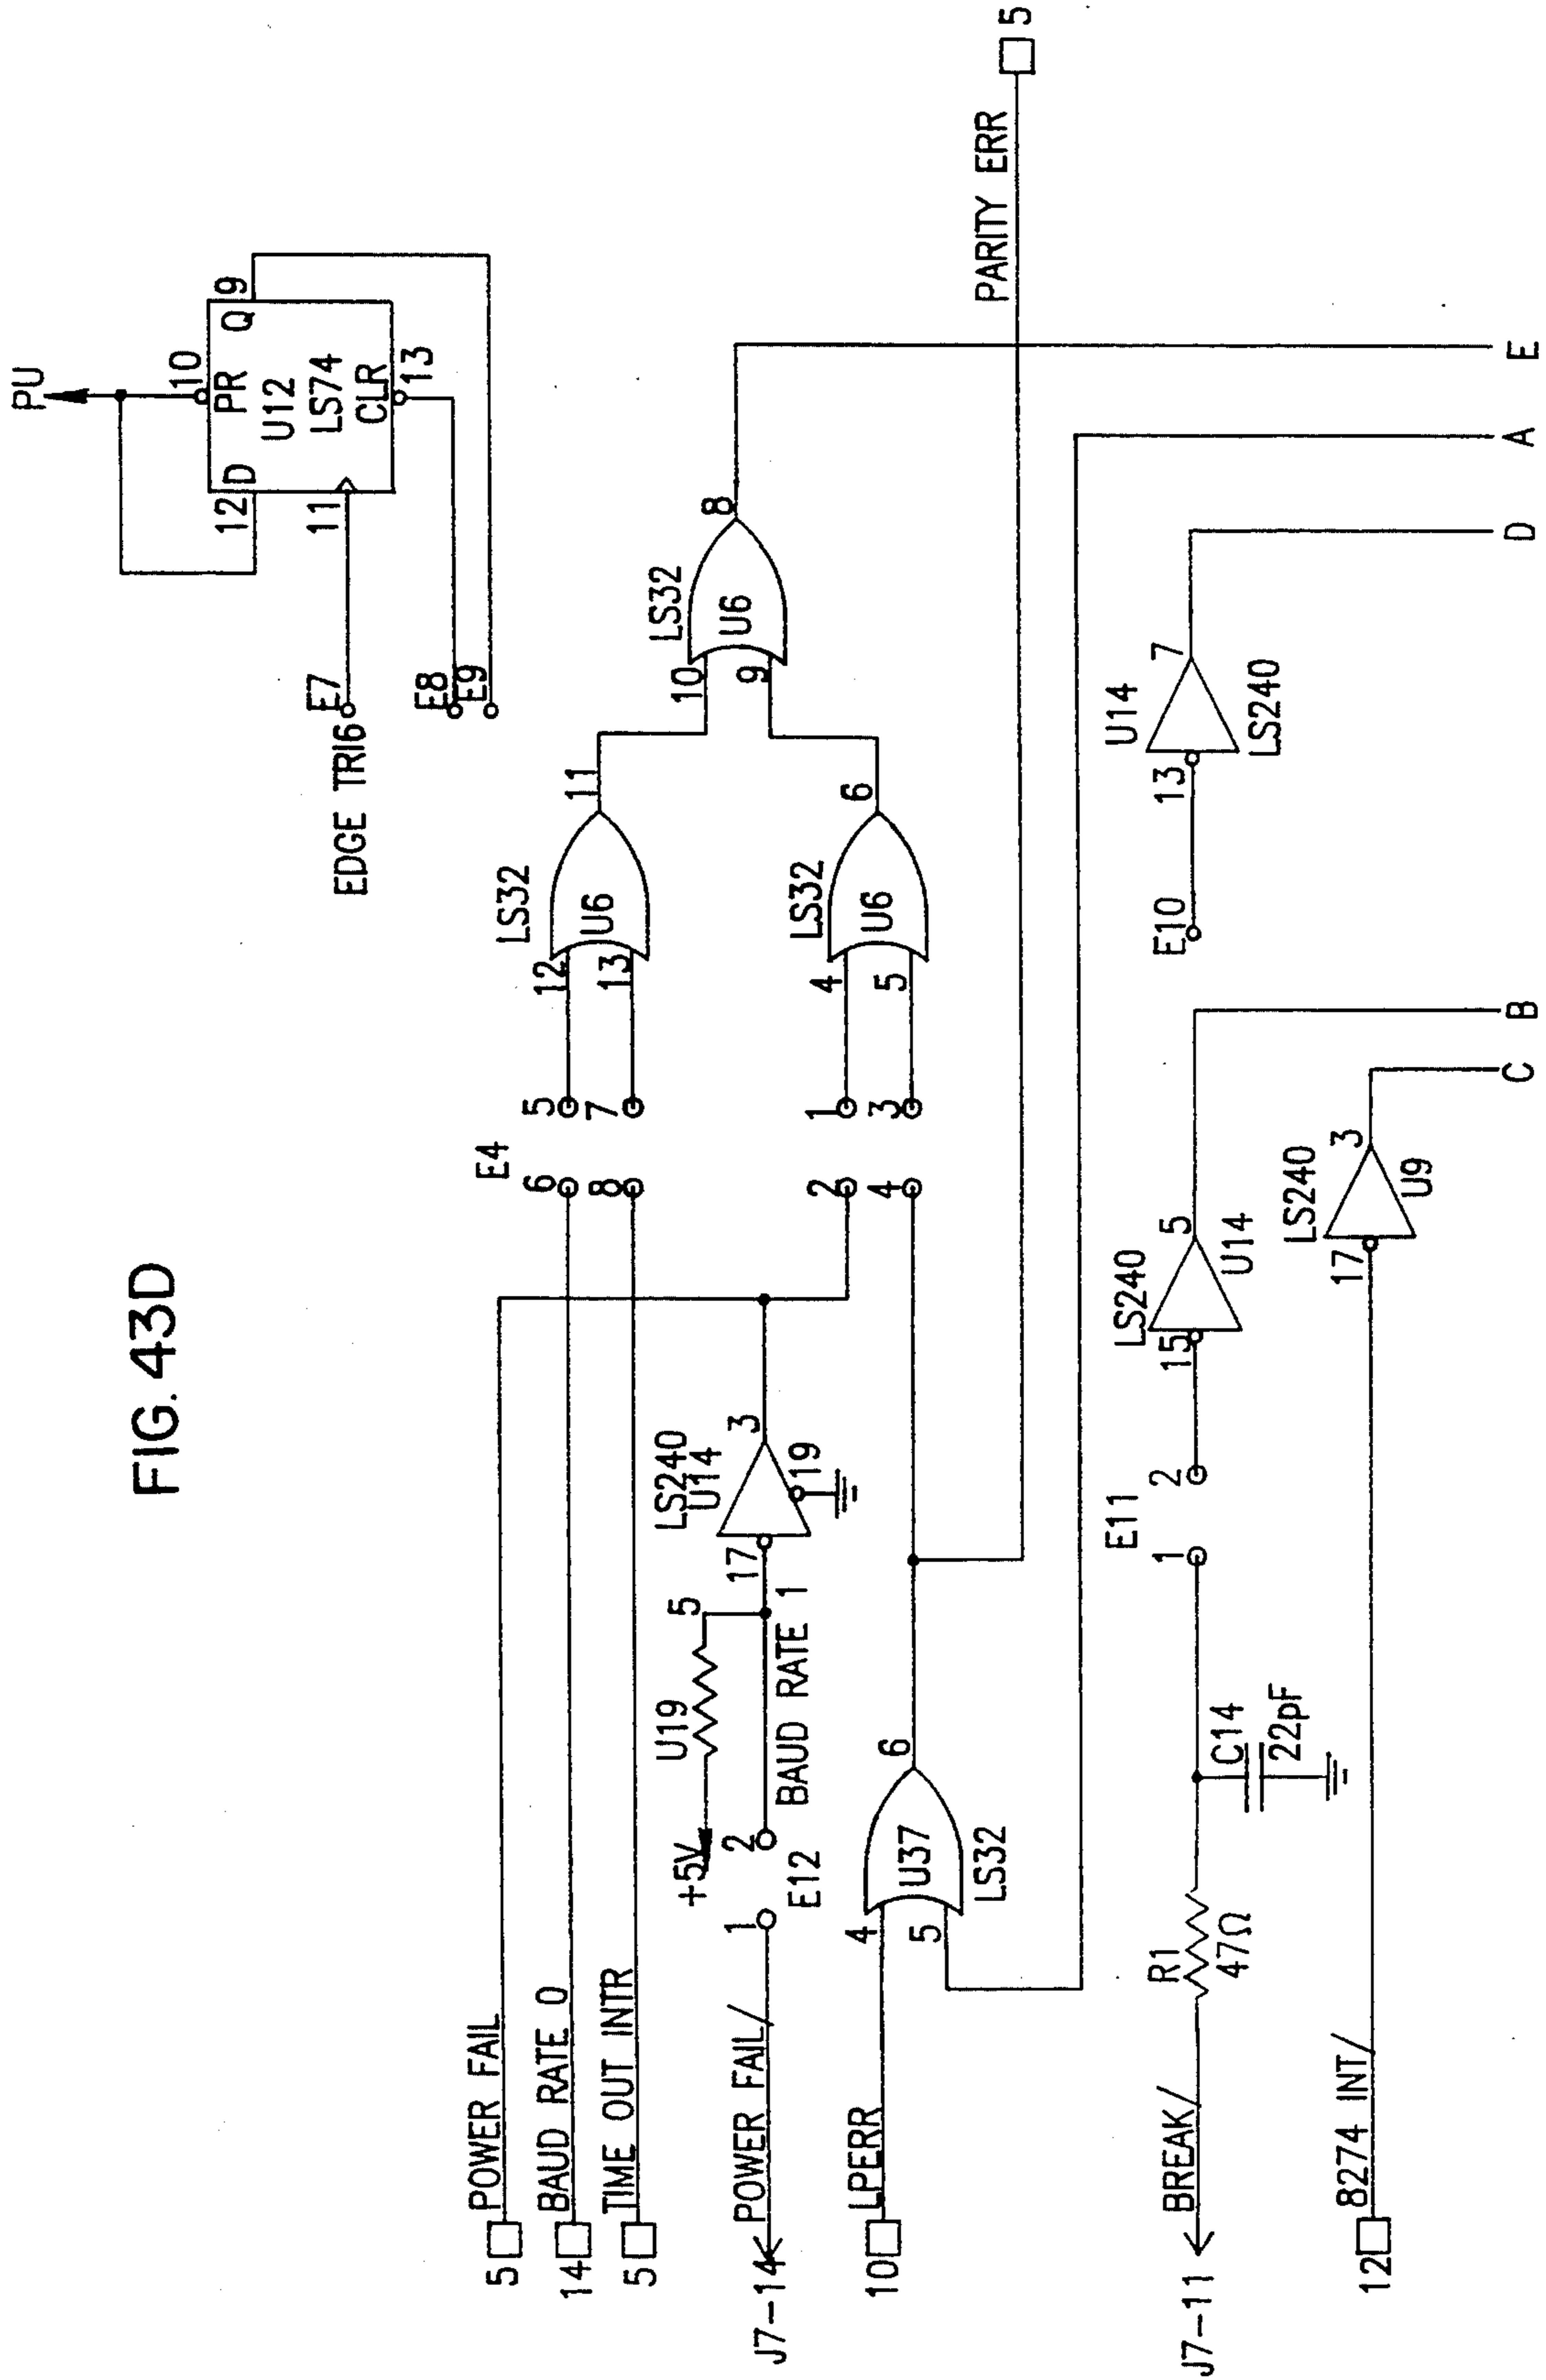 FIG. 43D
PU
10
PR
Q
9
D
12
U12
LS74
11
CLR
13
EDGE TRI6
E7
E8
E9
5
POWER FAIL
14
BAUD RATE 0
5
TIME OUT INTR
E4
6
5
8
7
12
13
LS32
U6
11
10
9
LS32
U6
8
+5V
U19
5
J7-14
POWER FAIL/
1
2
E12
BAUD RATE 1
17
LS240
U14
3
19
2
1
4
3
4
5
LS32
U6
6
10
LPERR
4
5
U37
LS32
6
PARITY ERR
5
J7-11
BREAK/
R1
47Ω
C14
22pF
E11
1
2
15
LS240
U14
5
E10
13
U14
LS240
7
12
8274 INT/
17
LS240
U9
3
C
B
D
A
E